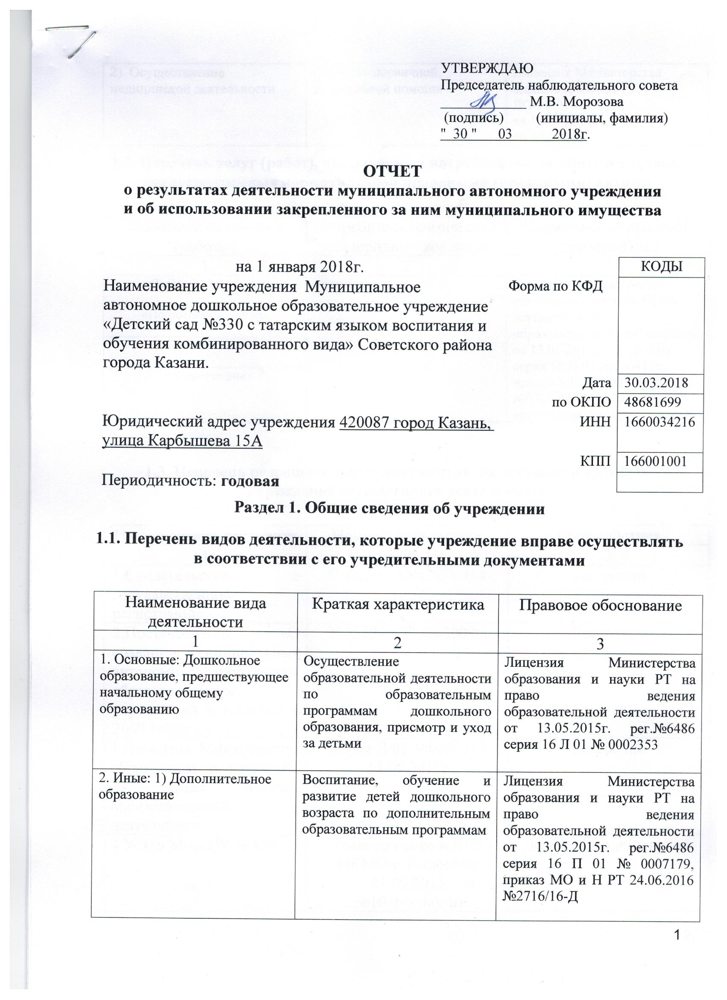 УТВЕРЖДАЮ
Председатель наблюдательного совета
____________ М.В. Морозова
(подпись) (инициалы, фамилия)
" 30 " 03 2018г.
ОТЧЕТ
о результатах деятельности муниципального автономного учреждения
и об использовании закрепленного за ним муниципального имущества
на 1 января 2018г.
КОДЫ
Наименование учреждения Муниципальное
автономное дошкольное образовательное учреждение
«Детский сад №330 с татарским языком воспитания и
обучения комбинированного вида» Советского района
города Казани.
Форма по КФД
Дата 30.03.2018
по ОКПО 48681699
Юридический адрес учреждения 420087 город Казань,
улица Карбышева 15А
ИНН 1660034216
КПП 166001001
Периодичность: годовая
Раздел 1. Общие сведения об учреждении
1.1. Перечень видов деятельности, которые учреждение вправе осуществлять
в соответствии с его учредительными документами
Наименование вида
деятельности
Краткая характеристика
Правовое обоснование
1
2
3
1. Основные: Дошкольное
образование, предшествующее
начальному общему
образованию
Осуществление
образовательной деятельности
по образовательным
программам дошкольного
образования, присмотр и уход
за детьми
Лицензия Министерства
образования и науки РТ на
право ведения
образовательной деятельности
от 13.05.2015г. рег.№6486
серия 16 Л 01 № 0002353
2. Иные: 1) Дополнительное
образование
Воспитание, обучение и
развитие детей дошкольного
возраста по дополнительным
образовательным программам
Лицензия Министерства
образования и науки РТ на
право ведения
образовательной деятельности
от 13.05.2015г. рег.№6486
серия 16 П 01 № 0007179,
приказ МО и Н РТ 24.06.2016
№2716/16-Д
1